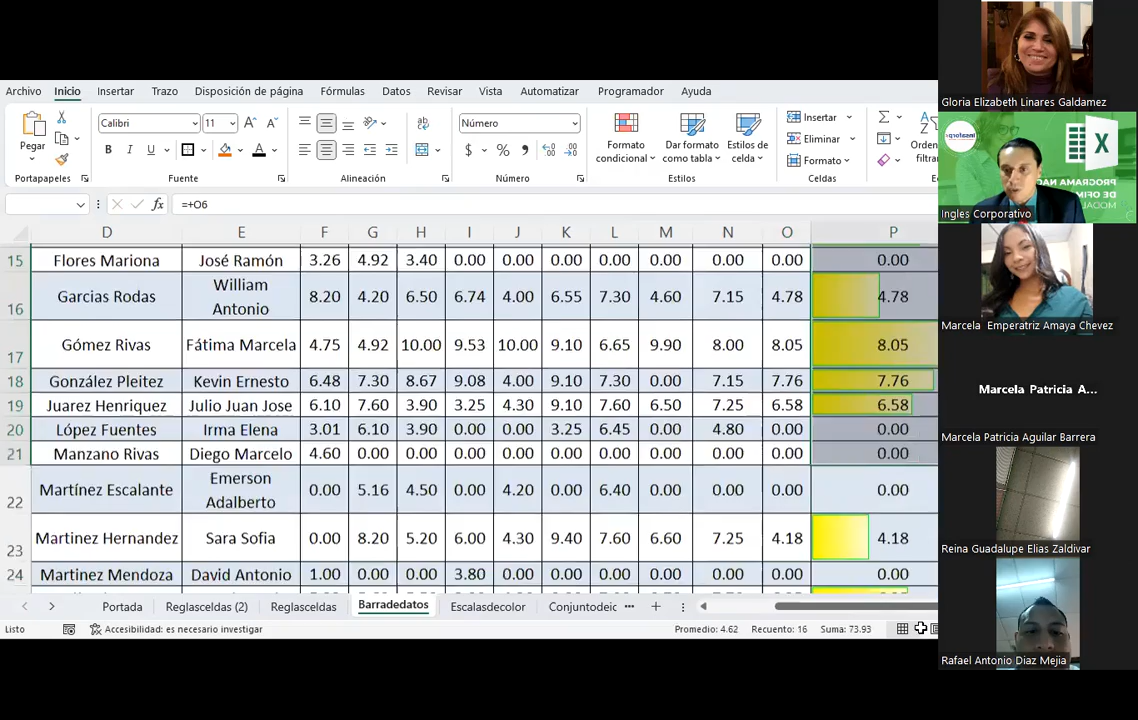 Archivo Inicio Insertar Trazo Disposición de página Fórmulas Datos Revisar Vista Automatizar Programador Ayuda
Pegar
Calibri 11
Número
$ % ,
N K S A
Formato condicional
Dar formato como tabla
Estilos de celda
Insertar
Eliminar
Formato
Orden
filtra
Portapapeles Fuente Alineación Número Estilos Celdas
fx =+O6
D E F G H I J K L M N O P
15 Flores Mariona José Ramón 3.26 4.92 3.40 0.00 0.00 0.00 0.00 0.00 0.00 0.00 0.00
16 Garcias Rodas William Antonio 8.20 4.20 6.50 6.74 4.00 6.55 7.30 4.60 7.15 4.78 4.78
17 Gómez Rivas Fátima Marcela 4.75 4.92 10.00 9.53 10.00 9.10 6.65 9.90 8.00 8.05 8.05
18 González Pleitez Kevin Ernesto 6.48 7.30 8.67 9.08 4.00 9.10 7.30 0.00 7.15 7.76 7.76
19 Juarez Henriquez Julio Juan Jose 6.10 7.60 3.90 3.25 4.30 9.10 7.60 6.50 7.25 6.58 6.58
20 López Fuentes Irma Elena 3.01 6.10 3.90 0.00 0.00 3.25 6.45 0.00 4.80 0.00 0.00
21 Manzano Rivas Diego Marcelo 4.60 0.00 0.00 0.00 0.00 0.00 0.00 0.00 0.00 0.00 0.00
22 Martínez Escalante Emerson Adalberto 0.00 5.16 4.50 0.00 4.20 0.00 6.40 0.00 0.00 0.00 0.00
23 Martinez Hernandez Sara Sofia 0.00 8.20 5.20 6.00 4.30 9.40 7.60 6.60 7.25 4.18 4.18
24 Martinez Mendoza David Antonio 1.00 0.00 0.00 3.80 0.00 0.00 0.00 0.00 0.00 0.00 0.00
Portada Reglasceldas (2) Reglasceldas Barradedatos Escalasdecolor Conjuntodeic ...
Listo Accesibilidad: es necesario investigar Promedio: 4.62 Recuento: 16 Suma: 73.93
Gloria Elizabeth Linares Galdamez
X
PROGRAMA NAC
DE OFIM
MODAL
Ingles Corporativo
Marcela Emperatriz Amaya Chevez
Marcela Patricia A...
Marcela Patricia Aguilar Barrera
Reina Guadalupe Elias Zaldivar
Rafael Antonio Diaz Mejia